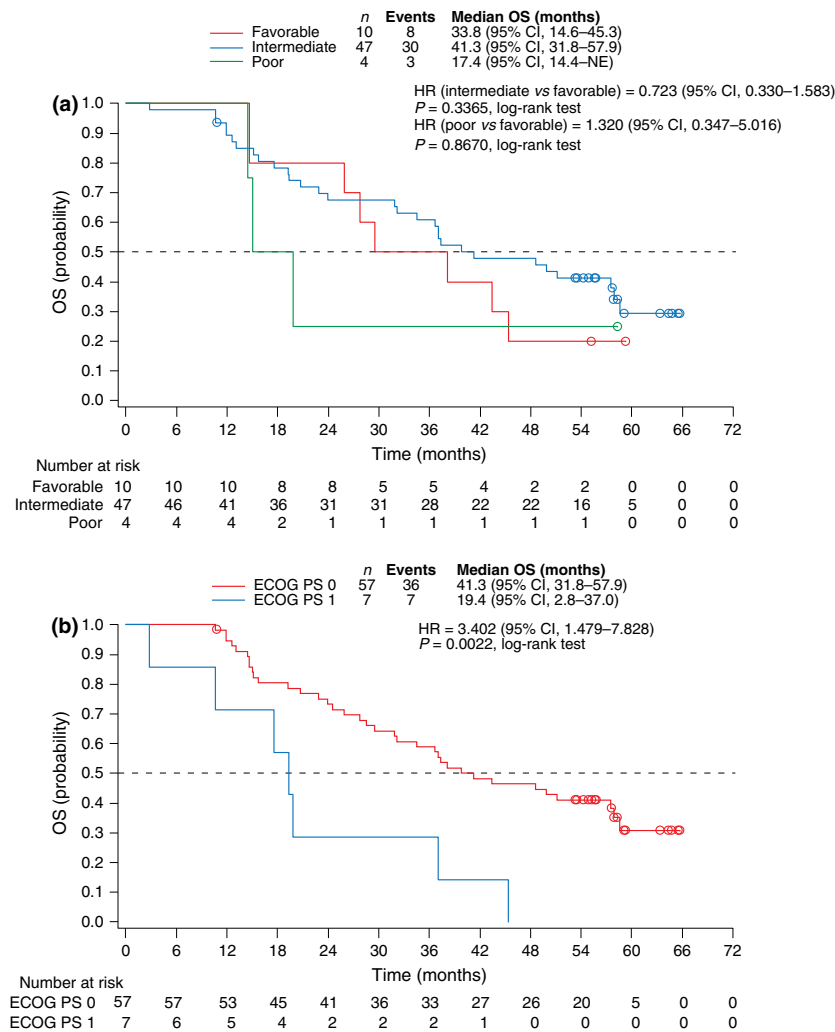 n Events Median OS (months)
Favorable 10 8 33.8 (95% CI, 14.6–45.3)
Intermediate 47 30 41.3 (95% CI, 31.8–57.9)
Poor 4 3 17.4 (95% CI, 14.4–NE)
HR (intermediate vs favorable) = 0.723 (95% CI, 0.330–1.583)
P = 0.3365, log-rank test
HR (poor vs favorable) = 1.320 (95% CI, 0.347–5.016)
P = 0.8670, log-rank test
(a)
OS (probability)
1.0
0.9
0.8
0.7
0.6
0.5
0.4
0.3
0.2
0.1
0.0
0 6 12 18 24 30 36 42 48 54 60 66 72
Time (months)
Number at risk
Favorable 10 10 10 8 8 5 5 4 2 2 0 0 0
Intermediate 47 46 41 36 31 31 28 22 22 16 5 0 0
Poor 4 4 4 2 1 1 1 1 1 1 0 0 0
n Events Median OS (months)
ECOG PS 0 57 36 41.3 (95% CI, 31.8–57.9)
ECOG PS 1 7 7 19.4 (95% CI, 2.8–37.0)
HR = 3.402 (95% CI, 1.479–7.828)
P = 0.0022, log-rank test
(b)
OS (probability)
1.0
0.9
0.8
0.7
0.6
0.5
0.4
0.3
0.2
0.1
0.0
0 6 12 18 24 30 36 42 48 54 60 66 72
Time (months)
Number at risk
ECOG PS 0 57 57 53 45 41 36 33 27 26 20 5 0 0
ECOG PS 1 7 6 5 4 2 2 2 1 0 0 0 0 0